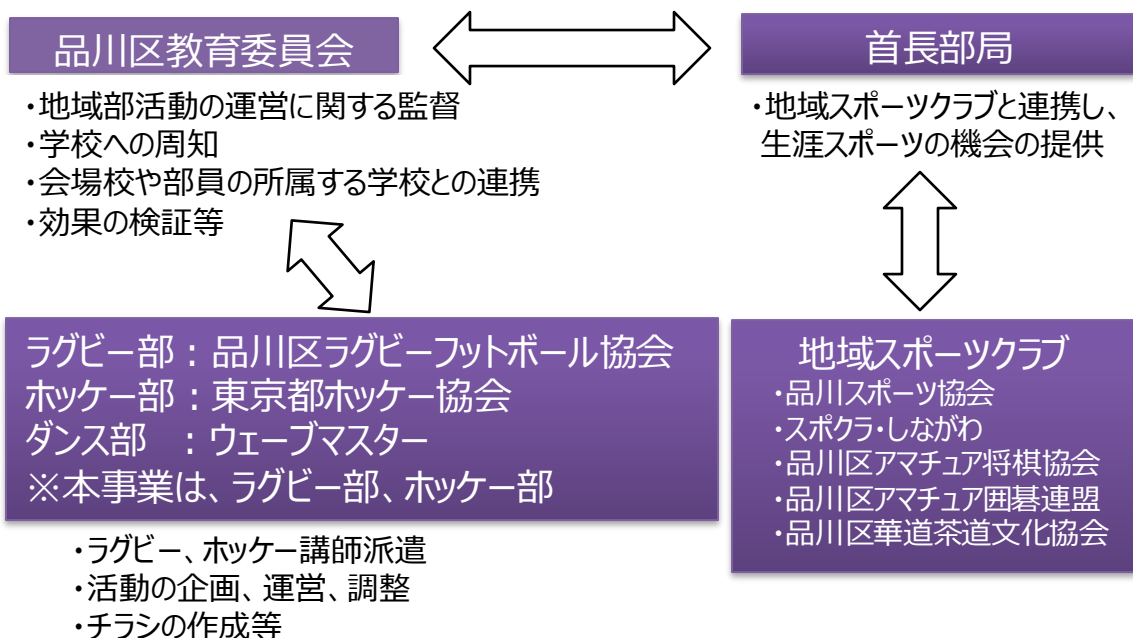 品川区教育委員会
・地域部活動の運営に関する監督
・学校への周知
・会場校や部員の所属する学校との連携
・効果の検証等
首長部局
・地域スポーツクラブと連携し、
生涯スポーツの機会の提供
ラグビー部：品川区ラグビーフットボール協会
ホッケー部：東京都ホッケー協会
ダンス部　：ウェーブマスター
※本事業は、ラグビー部、ホッケー部
・ラグビー、ホッケー講師派遣
・活動の企画、運営、調整
・チラシの作成等
地域スポーツクラブ
・品川スポーツ協会
・スポクラ・しながわ
・品川区アマチュア将棋協会
・品川区アマチュア囲碁連盟
・品川区華道茶道文化協会